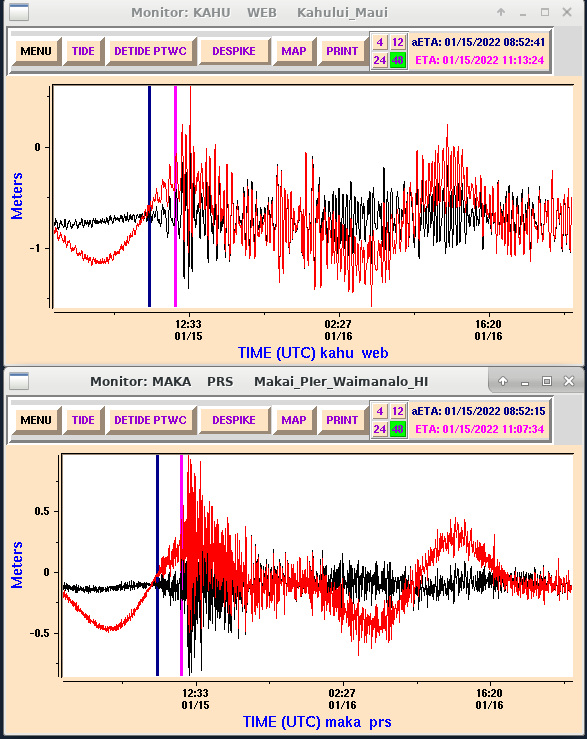 Monitor: KAHU WEB Kahului_Maui
MENU TIDE DETIDE PTWC DESPIKE MAP PRINT 4 12 24 48 aETA: 01/15/2022 08:52:41
ETA: 01/15/2022 11:13:24
0
-1
Meters
12:33 02:27 16:20
01/15 01/16 01/16
TIME (UTC) kahu web
Monitor: MAKA PRS Makai_PIer_Waimanalo_HI
MENU TIDE DETIDE PTWC DESPIKE MAP PRINT 4 12 24 48 aETA: 01/15/2022 08:52:15
ETA: 01/15/2022 11:07:34
0.5
0
-0.5
Meters
12:33 02:27 16:20
01/15 01/16 01/16
TIME (UTC) maka prs